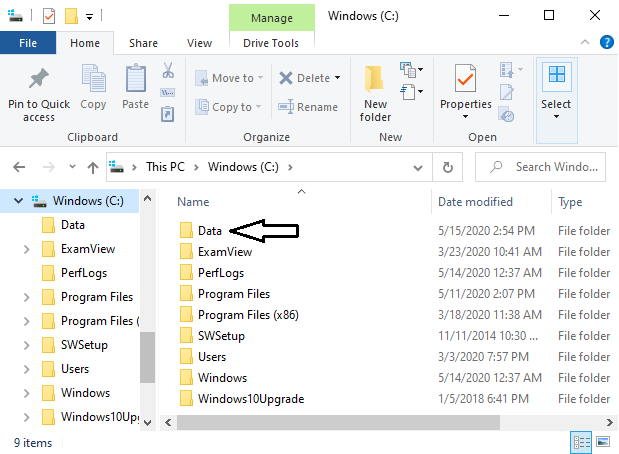 Manage
Windows (C:)
File
Home
Share
View
Drive Tools
Pin to Quick access
Copy
Paste
Move to
Copy to
Delete
Rename
New folder
Properties
Select
Clipboard
Organize
New
Open
This PC
Windows (C:)
Search Windo...
Windows (C:)
Data
ExamView
PerfLogs
Program Files
Program Files (
SWSetup
Users
Windows
Windows10Upg
Name Date modified Type
Data 5/15/2020 2:54 PM File folder
ExamView 3/23/2020 10:41 AM File folder
PerfLogs 5/14/2020 12:37 AM File folder
Program Files 5/11/2020 2:07 PM File folder
Program Files (x86) 3/18/2020 11:38 AM File folder
SWSetup 11/11/2014 10:30 ... File folder
Users 3/3/2020 7:57 PM File folder
Windows 5/14/2020 12:37 AM File folder
Windows10Upgrade 1/5/2018 6:41 PM File folder
9 items